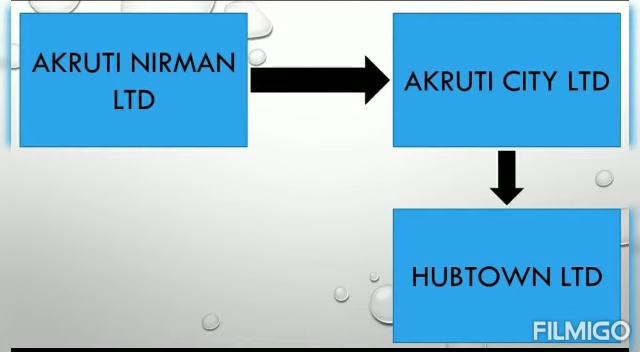 AKRUTI NIRMAN
LTD
AKRUTI CITY LTD
HUBTOWN LTD
FILMIGO